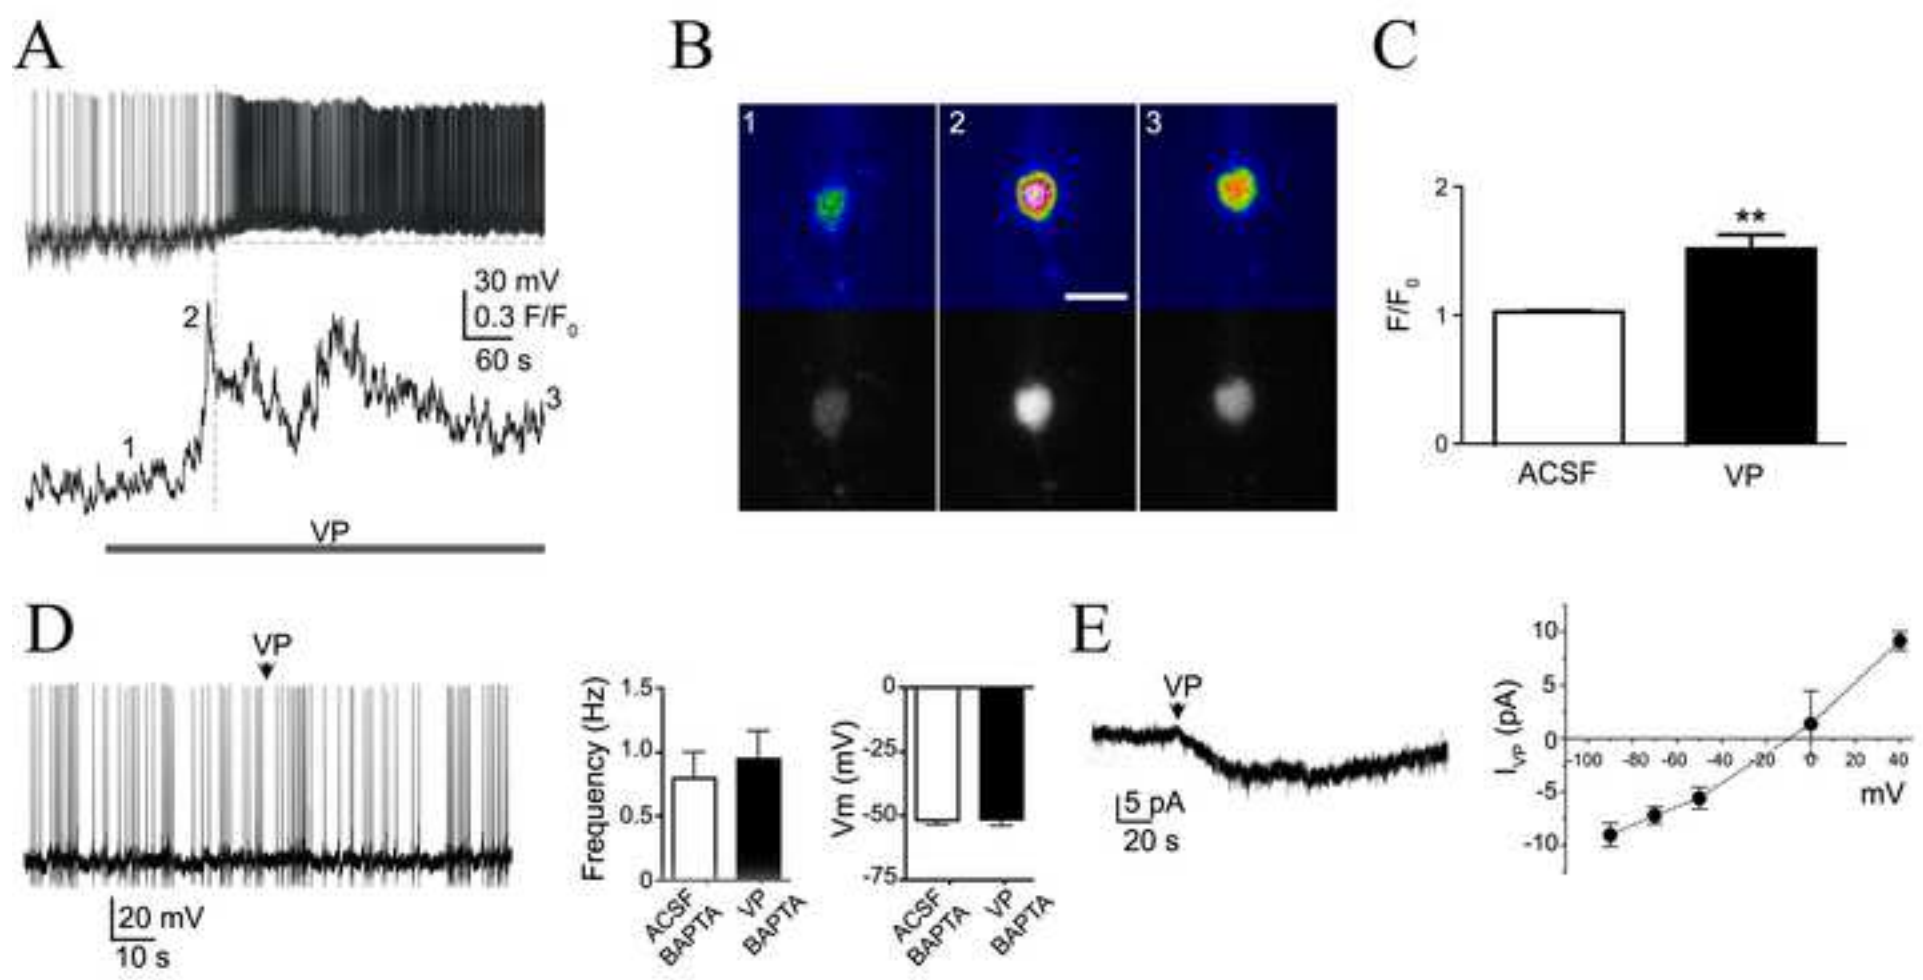 A
30 mV
0.3 F/F0
60 s
2
1
3
VP
B
1
2
3
C
F/F0
2
1
0
**
ACSF
VP
D
VP
20 mV
10 s
Frequency (Hz)
1.5
1.0
0.5
0
ACSF
BAPTA
VP
BAPTA
Vm (mV)
0
-25
-50
-75
ACSF
BAPTA
VP
BAPTA
E
VP
5 pA
20 s
IVP (pA)
10
5
0
-5
-10
-100 -80 -60 -40 -20 0 20 40
mV